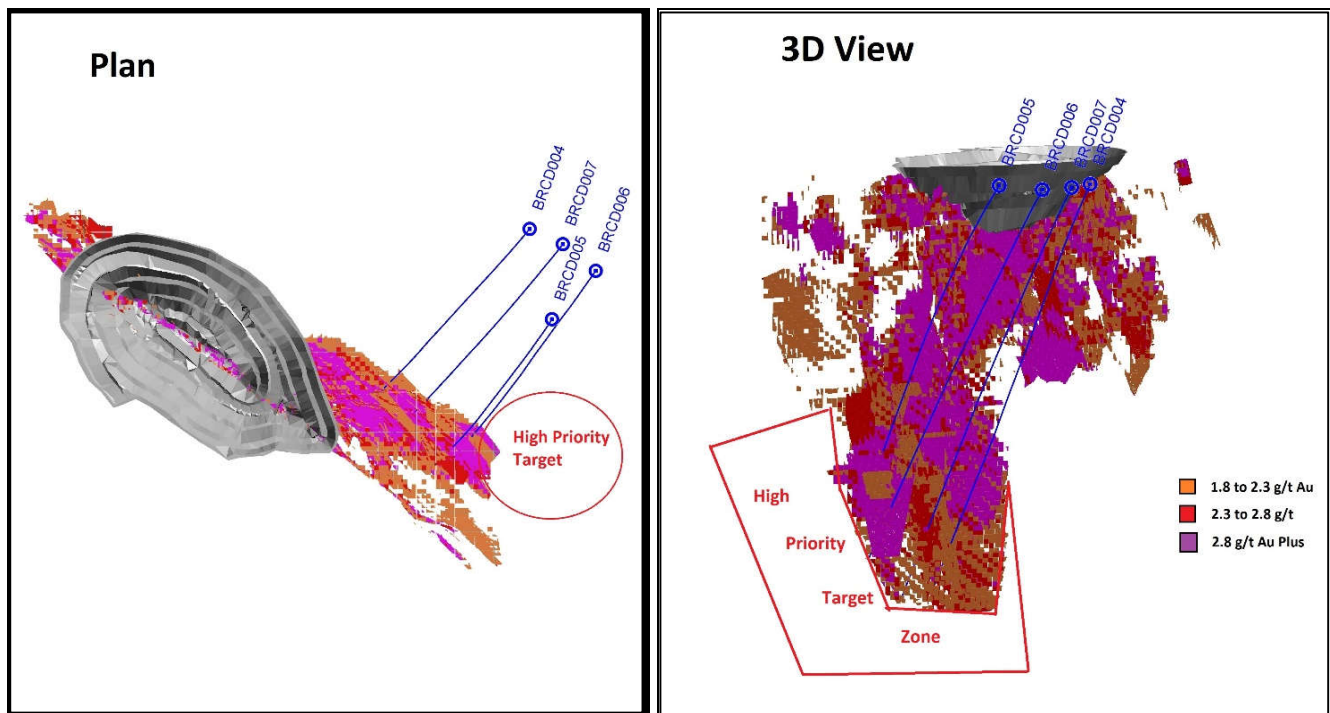 Plan
BRCD004
BRCD007
BRCD006
BRCD005
High Priority
Target
3D View
BRCD005
BRCD006
BRCD007
BRCD004
High
Priority
Target
Zone
1.8 to 2.3 g/t Au
2.3 to 2.8 g/t
2.8 g/t Au Plus